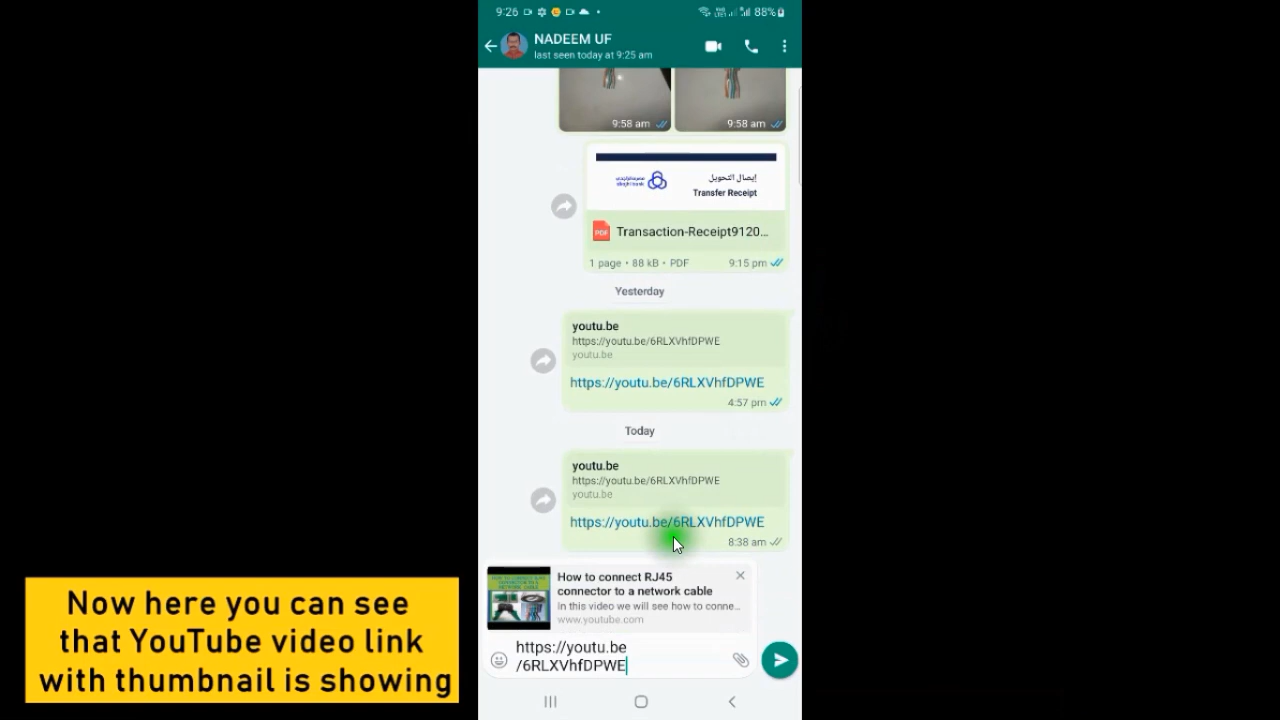 9:26
88%
NADEEM UF
last seen today at 9:25 am
9:58 am
9:58 am
إيصال التحويل
Transfer Receipt
PDF
Transaction-Receipt9120...
1 page • 88 kB • PDF
9:15 pm
Yesterday
youtu.be
https://youtu.be/6RLXVhfDPWE
youtu.be
https://youtu.be/6RLXVhfDPWE
4:57 pm
Today
youtu.be
https://youtu.be/6RLXVhfDPWE
youtu.be
https://youtu.be/6RLXVhfDPWE
8:38 am
How to connect RJ45
connector to a network cable
In this video we will see how to conne...
www.youtube.com
https://youtu.be
/6RLXVhfDPWE
Now here you can see
that YouTube video link
with thumbnail is showing